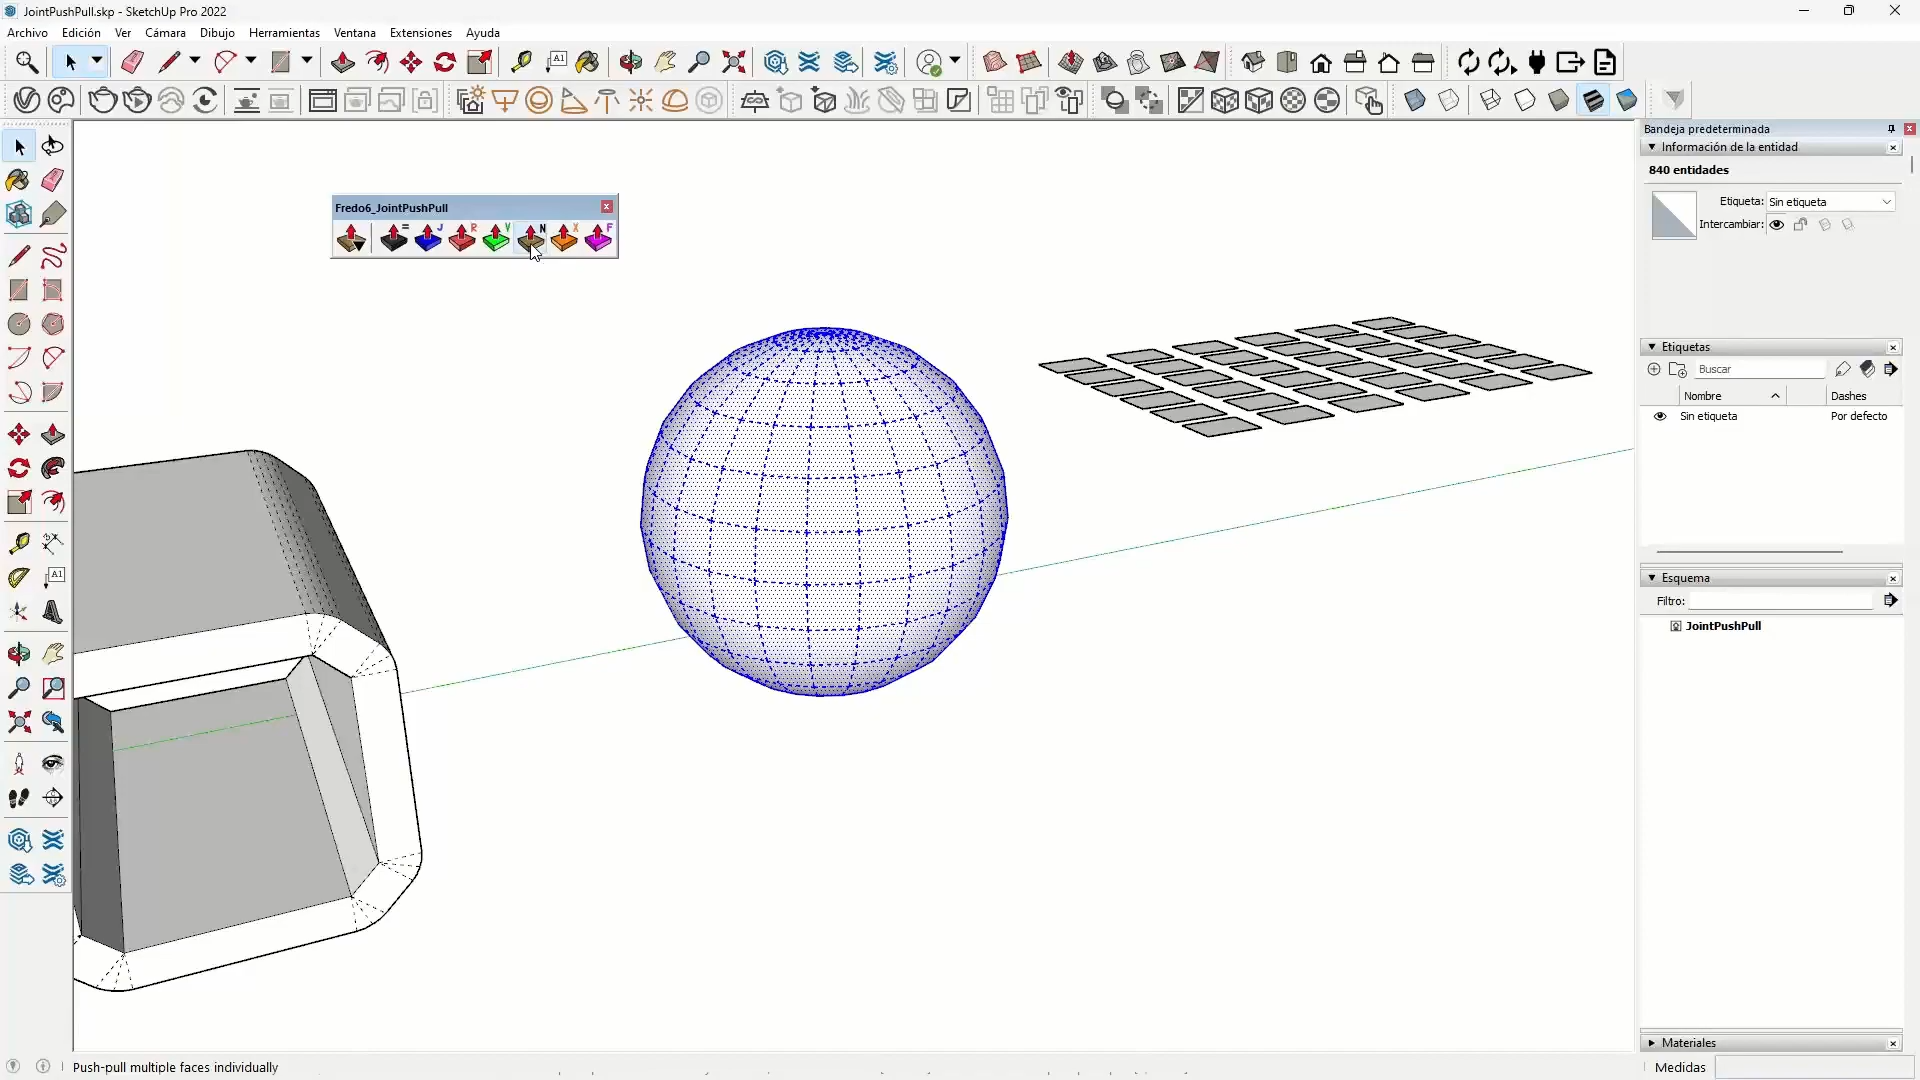 JointPushPull.skp - SketchUp Pro 2022
Archivo Edición Ver Cámara Dibujo Herramientas Ventana Extensiones Ayuda
A1
Bandeja predeterminada
Información de la entidad
840 entidades
Etiqueta: Sin etiqueta
Intercambiar:
Fredo6_JointPushPull
= J R V N X F
Etiquetas
Buscar
Nombre Dashes
Sin etiqueta Por defecto
A1
Esquema
Filtro:
JointPushPull
Materiales
Push-pull multiple faces individually
Medidas